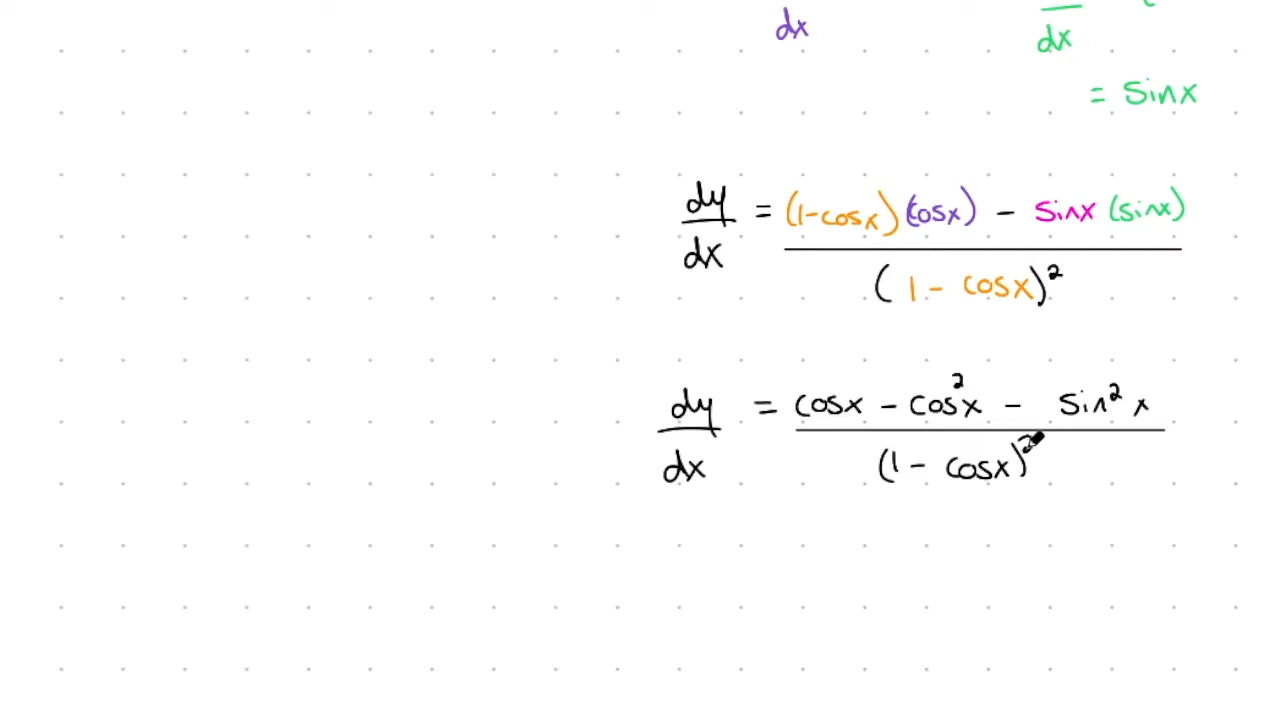 dx
dx
= sinx
dy/dx = (1-cosx)(cosx) - sinx (sinx) / (1 - cosx)²
dy/dx = cosx - cos²x - sin²x / (1 - cosx)²